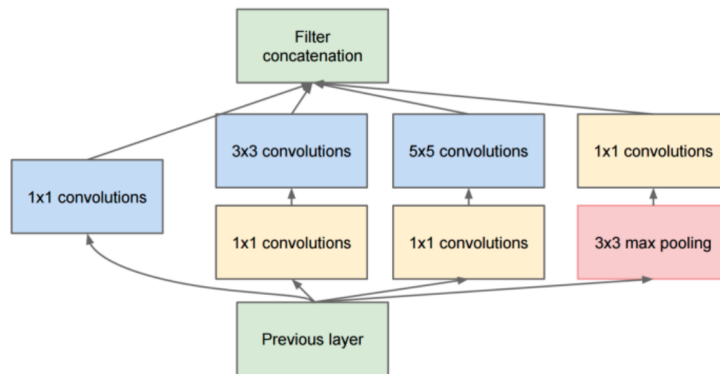 Filter
concatenation
3x3 convolutions
5x5 convolutions
1x1 convolutions
1x1 convolutions
1x1 convolutions
1x1 convolutions
3x3 max pooling
Previous layer